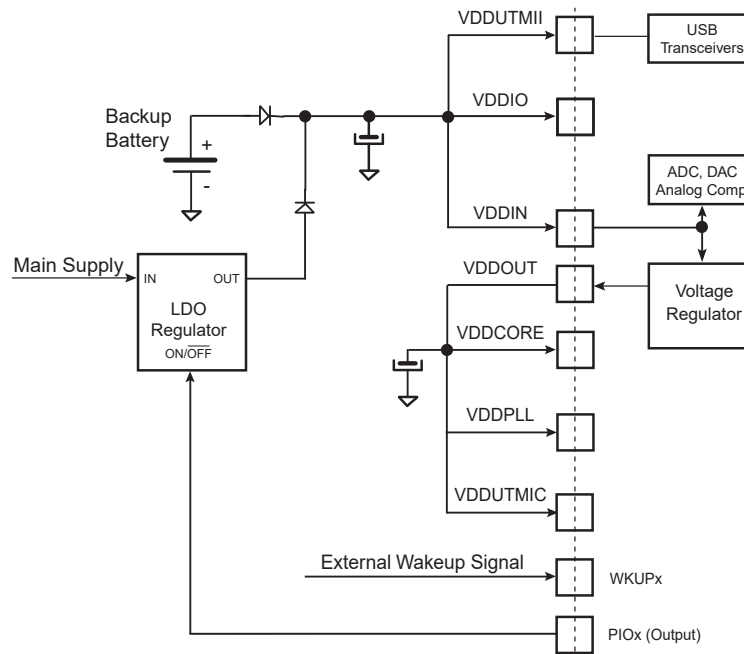 VDDUTMII
USB
Transceivers
Backup
Battery
+
-
VDDIO
ADC, DAC
Analog Comp
VDDIN
Main Supply
IN
OUT
LDO
Regulator
ON/OFF
VDDOUT
Voltage
Regulator
VDDCORE
VDDPLL
VDDUTMIC
External Wakeup Signal
WKUPx
PIOx (Output)